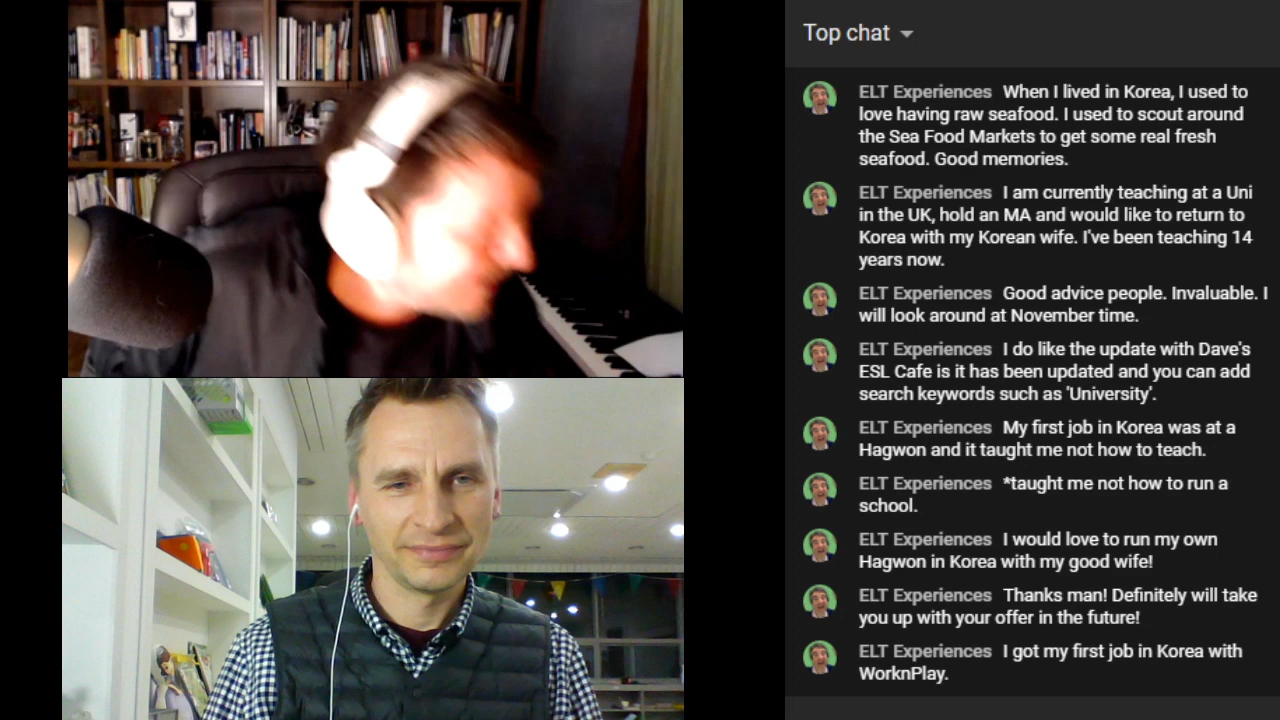 Top chat
ELT Experiences When I lived in Korea, I used to
love having raw seafood. I used to scout around
the Sea Food Markets to get some real fresh
seafood. Good memories.
ELT Experiences I am currently teaching at a Uni
in the UK, hold an MA and would like to return to
Korea with my Korean wife. I've been teaching 14
years now.
ELT Experiences Good advice people. Invaluable. I
will look around at November time.
ELT Experiences I do like the update with Dave's
ESL Cafe is it has been updated and you can add
search keywords such as 'University'.
ELT Experiences My first job in Korea was at a
Hagwon and it taught me not how to teach.
ELT Experiences *taught me not how to run a
school.
ELT Experiences I would love to run my own
Hagwon in Korea with my good wife!
ELT Experiences Thanks man! Definitely will take
you up with your offer in the future!
ELT Experiences I got my first job in Korea with
WorknPlay.